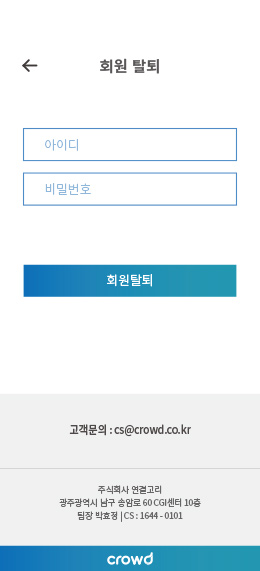 회원 탈퇴
아이디
비밀번호
회원탈퇴
고객문의 : cs@crowd.co.kr
주식회사 연결고리
광주광역시 남구 송암로 60 CGI센터 10층
팀장 박효정 | CS : 1644 - 0101
crowd